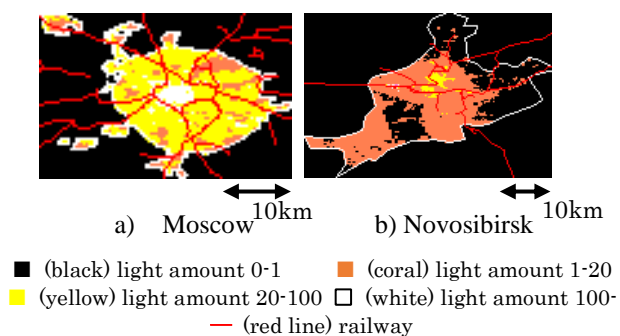 10km 10km
a) Moscow b) Novosibirsk
(black) light amount 0-1 (coral) light amount 1-20
(yellow) light amount 20-100 (white) light amount 100-
(red line) railway